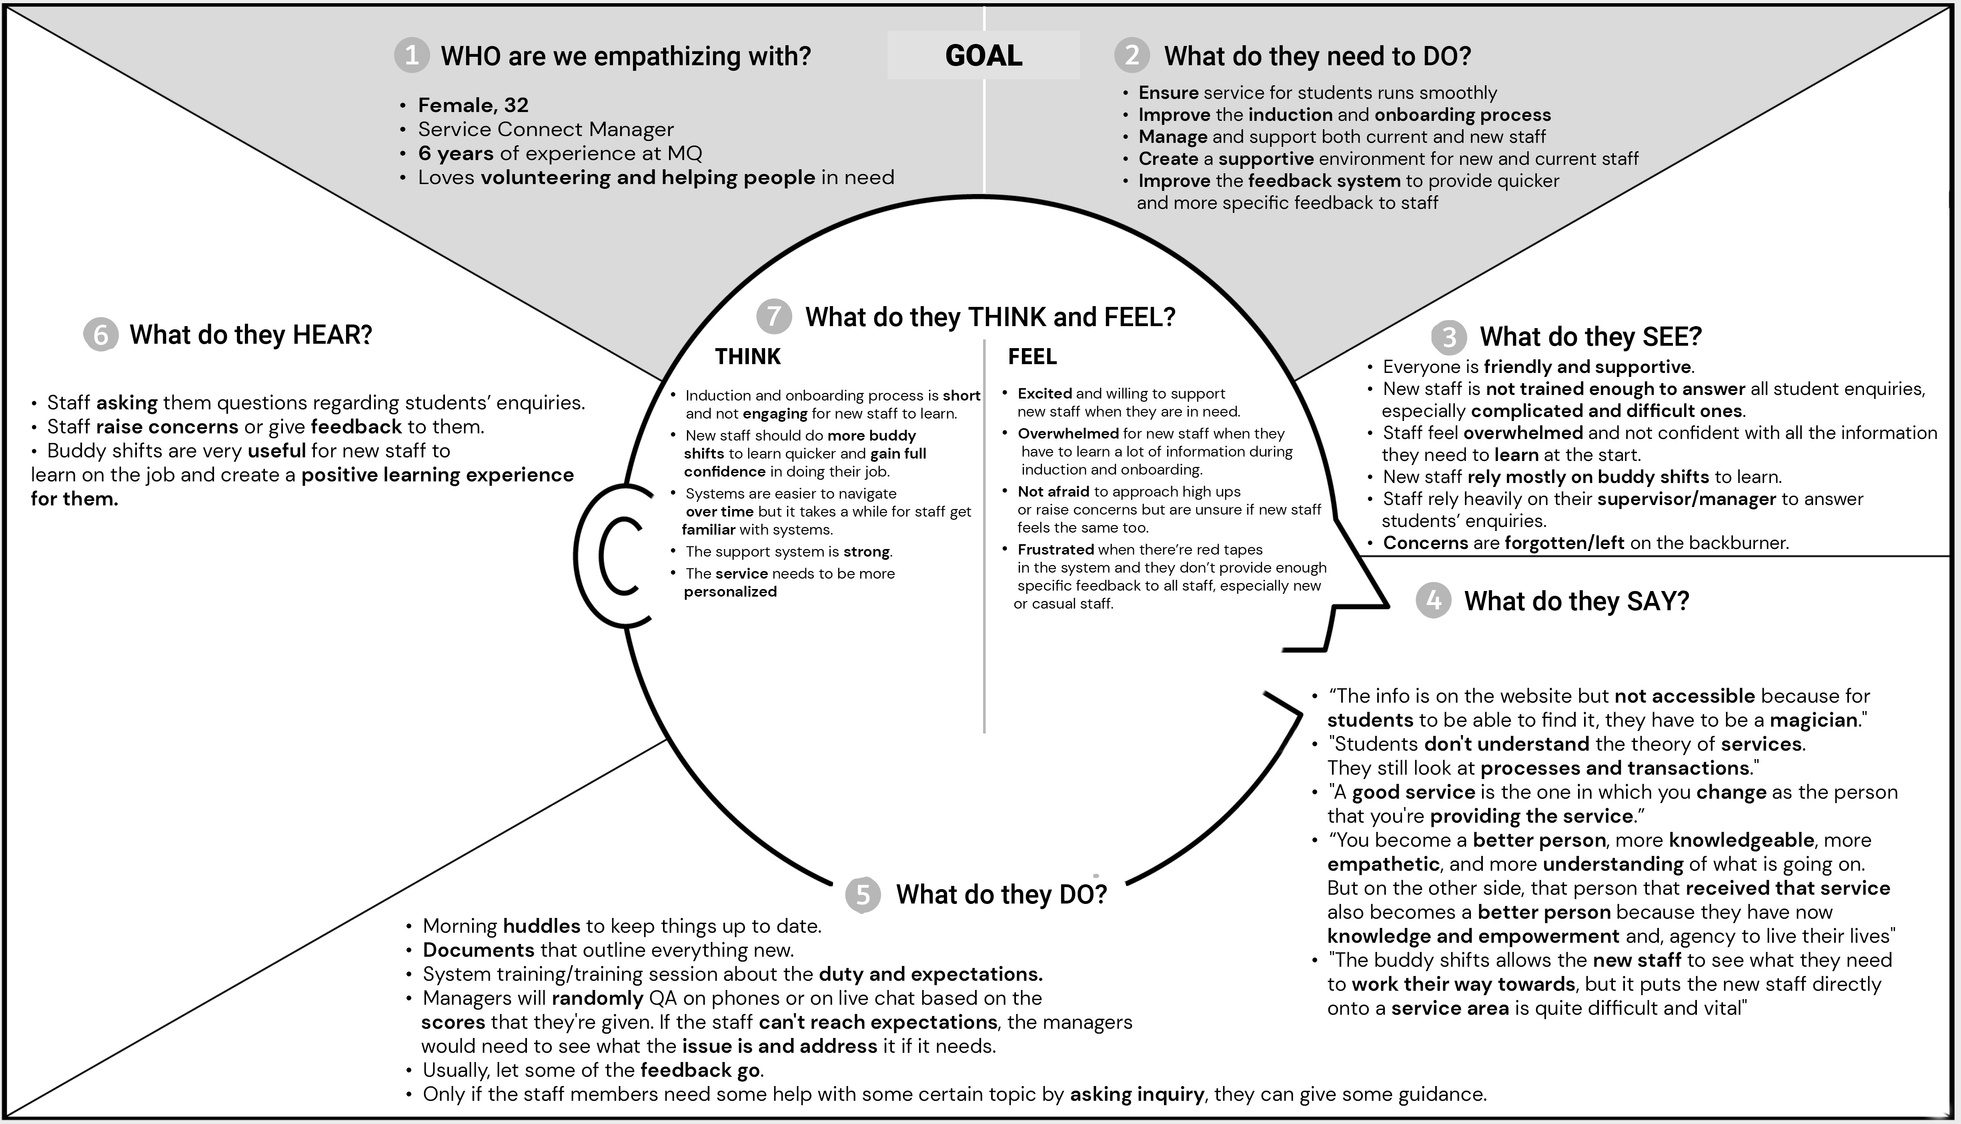 GOAL
1 WHO are we empathizing with?
• Female, 32
• Service Connect Manager
• 6 years of experience at MQ
• Loves volunteering and helping people in need
2 What do they need to DO?
• Ensure service for students runs smoothly
• Improve the induction and onboarding process
• Manage and support both current and new staff
• Create a supportive environment for new and current staff
• Improve the feedback system to provide quicker
and more specific feedback to staff
3 What do they SEE?
• Everyone is friendly and supportive.
• New staff is not trained enough to answer all student enquiries,
especially complicated and difficult ones.
• Staff feel overwhelmed and not confident with all the information
they need to learn at the start.
• New staff rely mostly on buddy shifts to learn.
• Staff rely heavily on their supervisor/manager to answer
students’ enquiries.
• Concerns are forgotten/left on the backburner.
4 What do they SAY?
• “The info is on the website but not accessible because for
students to be able to find it, they have to be a magician."
• "Students don't understand the theory of services.
They still look at processes and transactions."
• "A good service is the one in which you change as the person
that you're providing the service.”
• “You become a better person, more knowledgeable, more
empathetic, and more understanding of what is going on.
But on the other side, that person that received that service
also becomes a better person because they have now
knowledge and empowerment and, agency to live their lives"
• "The buddy shifts allows the new staff to see what they need
to work their way towards, but it puts the new staff directly
onto a service area is quite difficult and vital"
5 What do they DO?
• Morning huddles to keep things up to date.
• Documents that outline everything new.
• System training/training session about the duty and expectations.
• Managers will randomly QA on phones or on live chat based on the
scores that they're given. If the staff can't reach expectations, the managers
would need to see what the issue is and address it if it needs.
• Usually, let some of the feedback go.
• Only if the staff members need some help with some certain topic by asking inquiry, they can give some guidance.
6 What do they HEAR?
• Staff asking them questions regarding students’ enquiries.
• Staff raise concerns or give feedback to them.
• Buddy shifts are very useful for new staff to
learn on the job and create a positive learning experience
for them.
7 What do they THINK and FEEL?
THINK
• Induction and onboarding process is short
and not engaging for new staff to learn.
• New staff should do more buddy
shifts to learn quicker and gain full
confidence in doing their job.
• Systems are easier to navigate
over time but it takes a while for staff get
familiar with systems.
• The support system is strong.
• The service needs to be more
personalized
FEEL
• Excited and willing to support
new staff when they are in need.
• Overwhelmed for new staff when they
have to learn a lot of information during
induction and onboarding.
• Not afraid to approach high ups
or raise concerns but are unsure if new staff
feels the same too.
• Frustrated when there’re red tapes
in the system and they don’t provide enough
specific feedback to all staff, especially new
or casual staff.